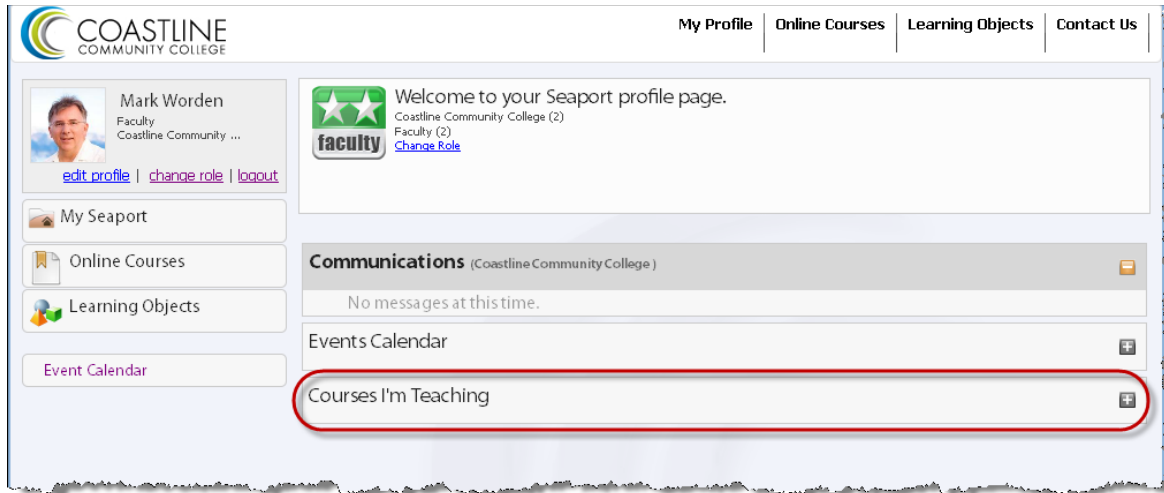 COASTLINE
COMMUNITY COLLEGE
My Profile
Online Courses
Learning Objects
Contact Us
Mark Worden
Faculty
Coastline Community ...
edit profile | change role | logout
My Seaport
Online Courses
Learning Objects
Event Calendar
faculty
Welcome to your Seaport profile page.
Coastline Community College (2)
Faculty (2)
Change Role
Communications (Coastline Community College )
No messages at this time.
Events Calendar
Courses I'm Teaching